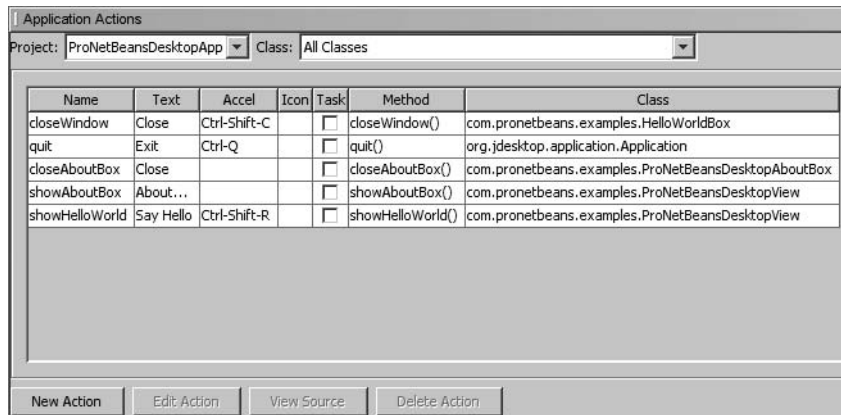 Application Actions
Project: ProNetBeansDesktopApp Class: All Classes
Name Text Accel Icon Task Method Class
closeWindow Close Ctrl-Shift-C closeWindow() com.pronetbeans.examples.HelloWorldBox
quit Exit Ctrl-Q quit() org.jdesktop.application.Application
closeAboutBox Close closeAboutBox() com.pronetbeans.examples.ProNetBeansDesktopAboutBox
showAboutBox About... showAboutBox() com.pronetbeans.examples.ProNetBeansDesktopView
showHelloWorld Say Hello Ctrl-Shift-R showHelloWorld() com.pronetbeans.examples.ProNetBeansDesktopView
New Action Edit Action View Source Delete Action